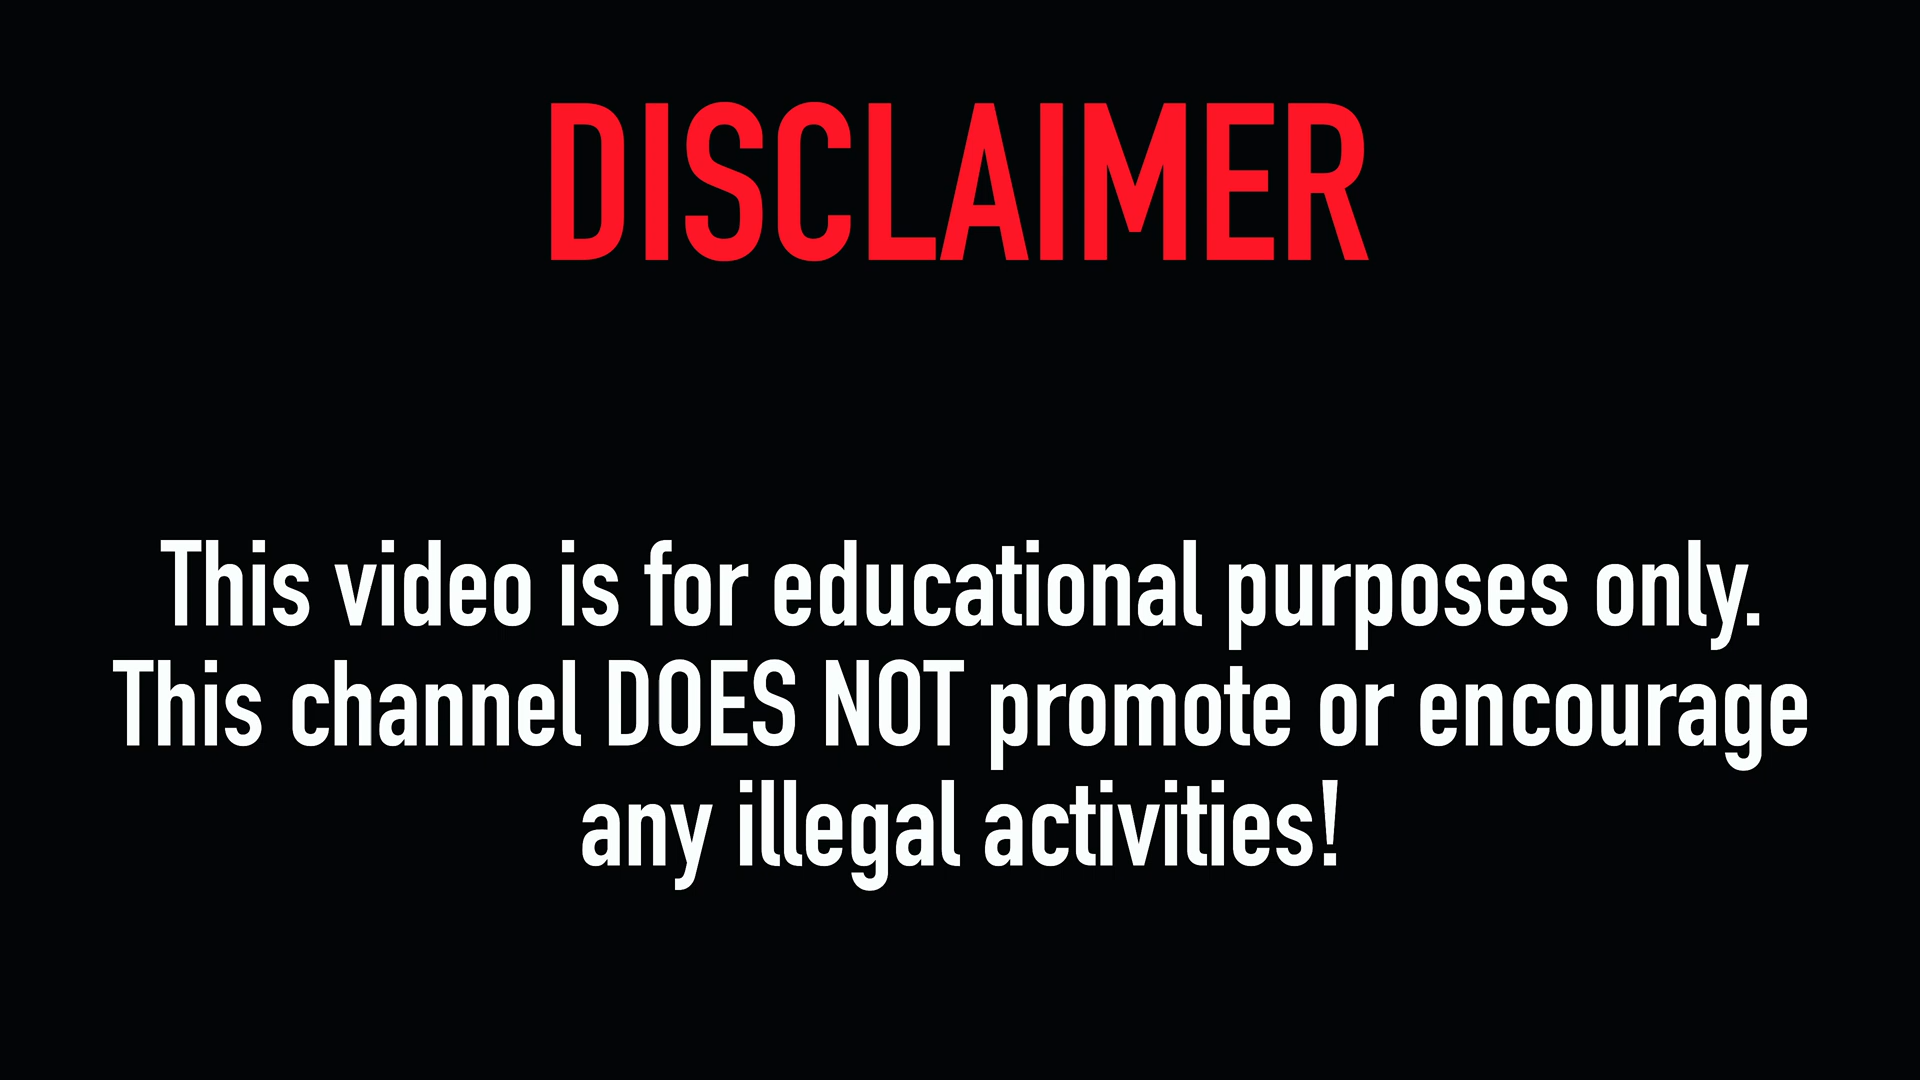 DISCLAIMER
This video is for educational purposes only.
This channel DOES NOT promote or encourage
any illegal activities!